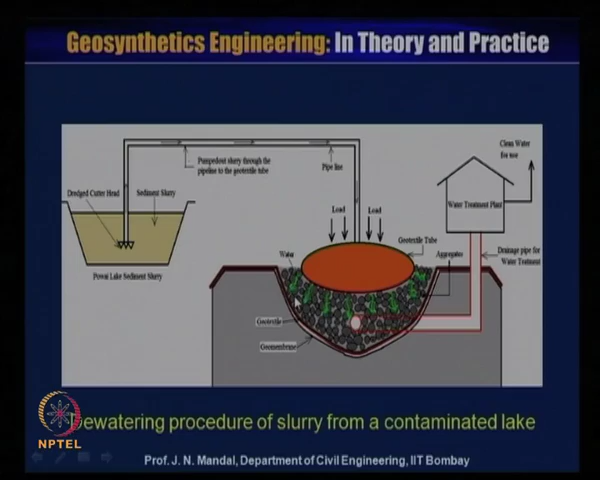 Geosynthetics Engineering: In Theory and Practice
Clean Water
for use
Pumpedout slurry through the
pipeline to the geotextile tube
Pipe line
Dredged Cutter Head
Sediment Slurry
Water Treatment Plant
Load
Load
Geotextile Tube
Water
Aggregates
Drainage pipe for
Water Treatment
Powai Lake Sediment Slurry
Geotextile
Geomembrane
Dewatering procedure of slurry from a contaminated lake
NPTEL
Prof. J. N. Mandal, Department of Civil Engineering, IIT Bombay